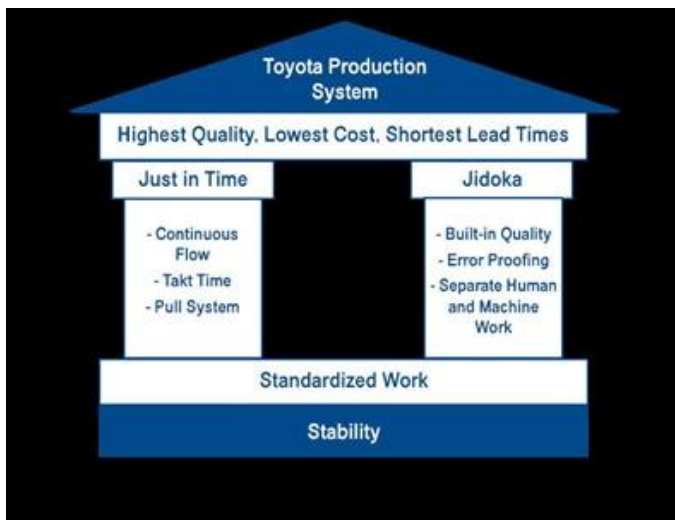 Toyota Production
System
Highest Quality, Lowest Cost, Shortest Lead Times
Just in Time
- Continuous
Flow
- Takt Time
- Pull System
Jidoka
- Built-in Quality
- Error Proofing
- Separate Human
and Machine
Work
Standardized Work
Stability